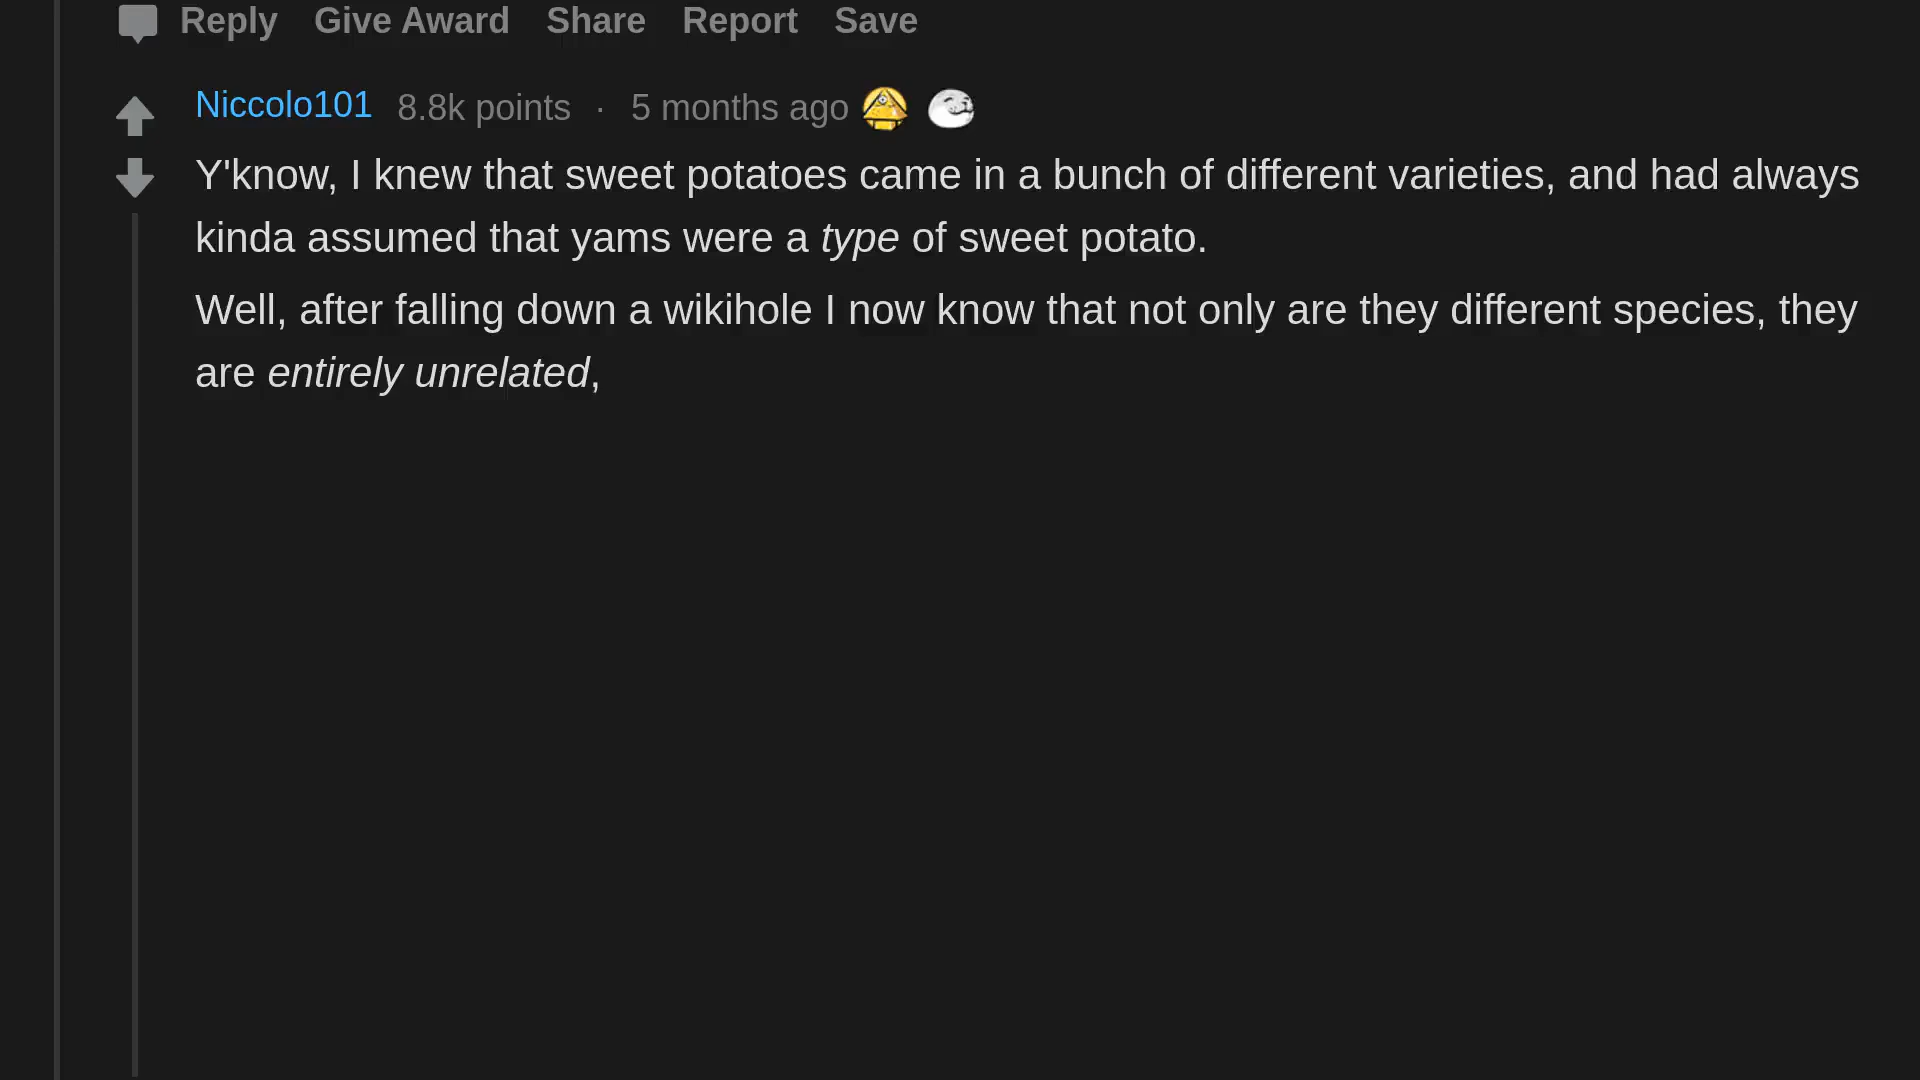 Reply Give Award Share Report Save
Niccolo101 8.8k points · 5 months ago
Y'know, I knew that sweet potatoes came in a bunch of different varieties, and had always
kinda assumed that yams were a type of sweet potato.
Well, after falling down a wikihole I now know that not only are they different species, they
are entirely unrelated,